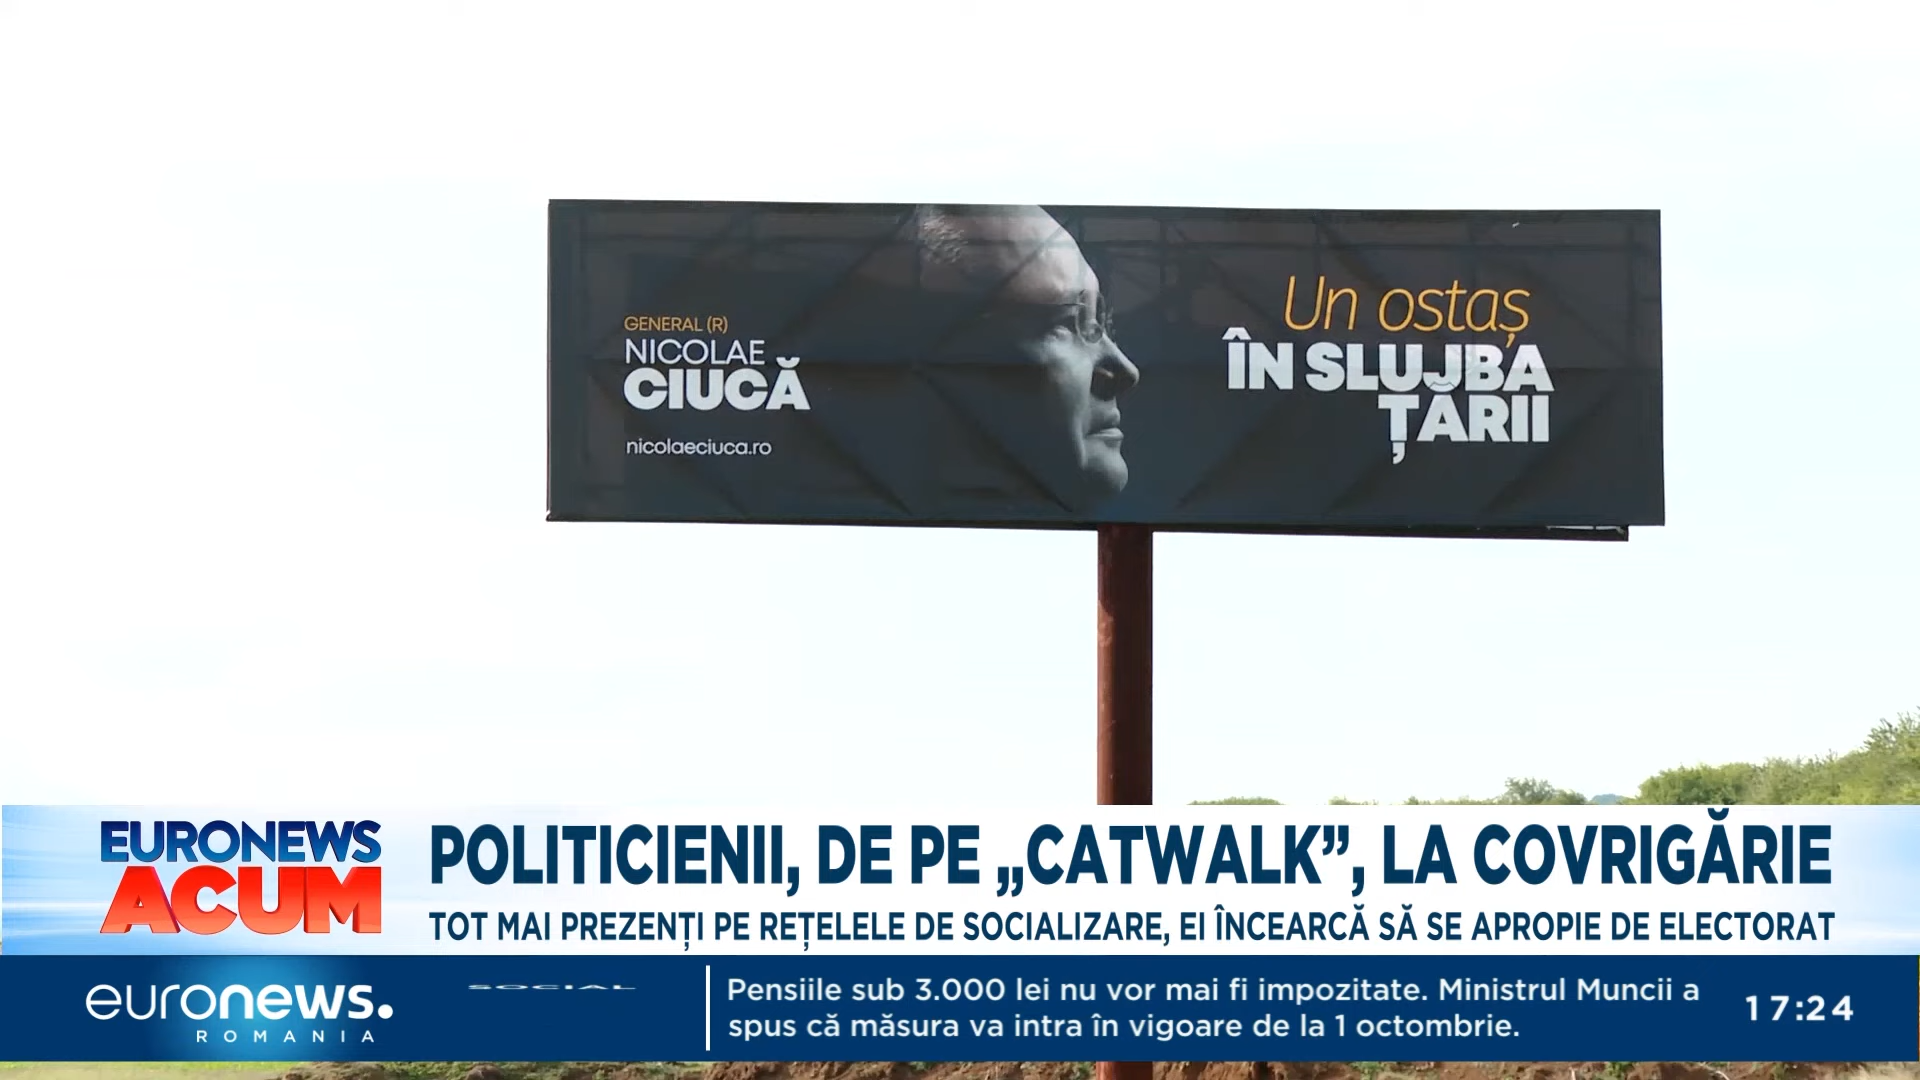 GENERAL (R)
NICOLAE
CIUCĂ
nicolaeciuca.ro
Un ostaș
ÎN SLUJBA
ȚĂRII
EURONEWS
ACUM
POLITICIENII, DE PE „CATWALK”, LA COVRIGĂRIE
TOT MAI PREZENȚI PE REȚELELE DE SOCIALIZARE, EI ÎNCEARCĂ SĂ SE APROPIE DE ELECTORAT
euronews.
ROMANIA
SOCIAL
Pensiile sub 3.000 lei nu vor mai fi impozitate. Ministrul Muncii a
spus că măsura va intra în vigoare de la 1 octombrie.
17:24